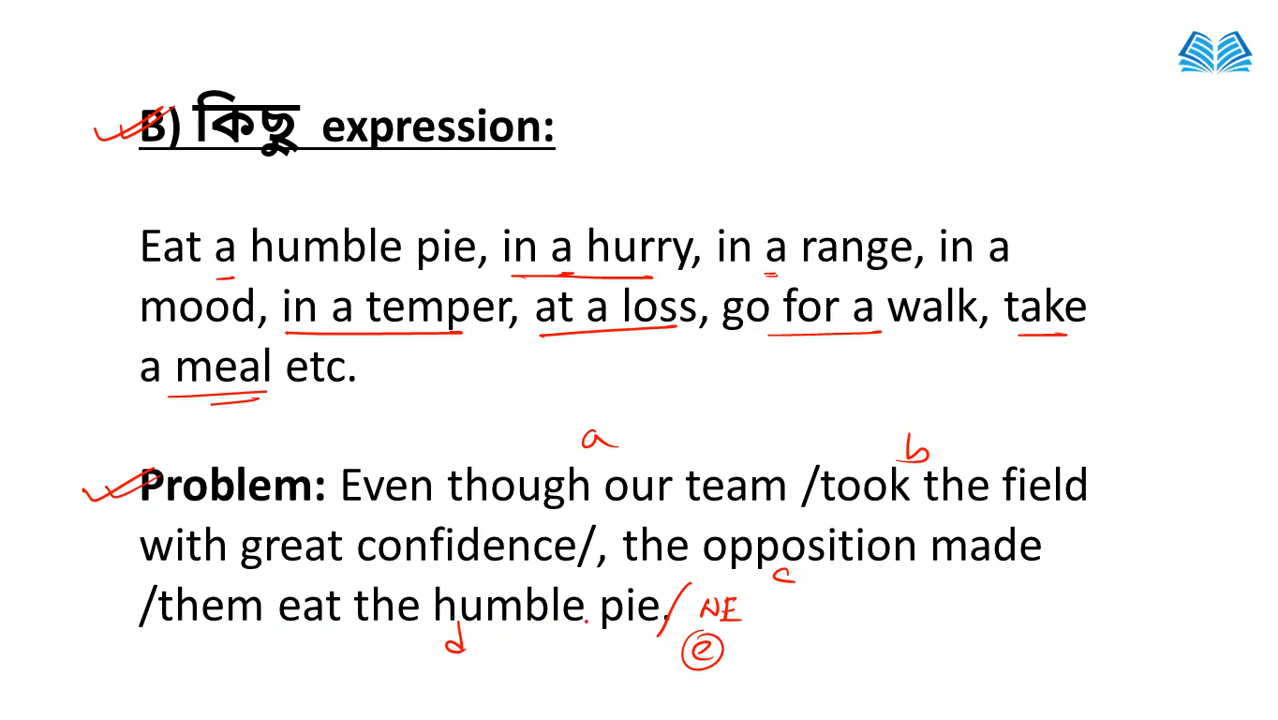 B) কিছু expression:
Eat a humble pie, in a hurry, in a range, in a
mood, in a temper, at a loss, go for a walk, take
a meal etc.
a b
Problem: Even though our team /took the field
with great confidence/, the opposition made
c
/them eat the humble pie./ NE
d e